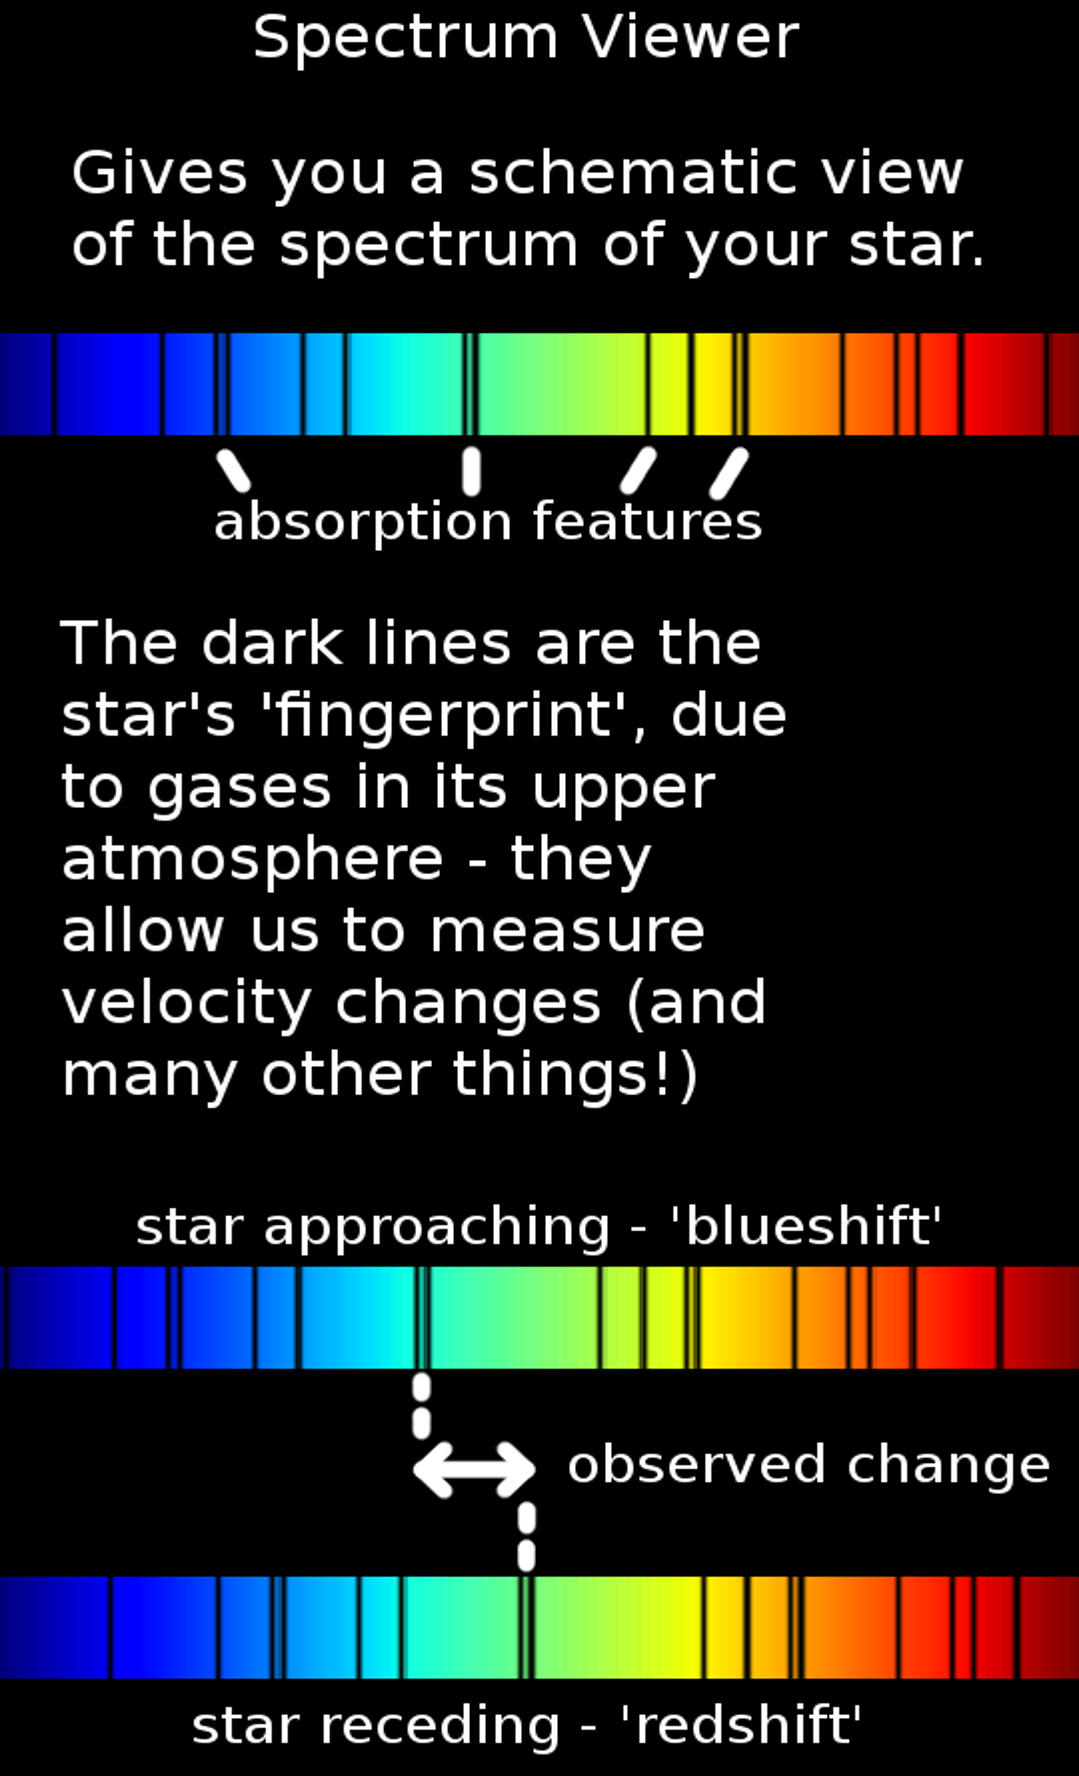 Spectrum Viewer
Gives you a schematic view
of the spectrum of your star.
absorption features
The dark lines are the
star's 'fingerprint', due
to gases in its upper
atmosphere - they
allow us to measure
velocity changes (and
many other things!)
star approaching - 'blueshift'
observed change
star receding - 'redshift'